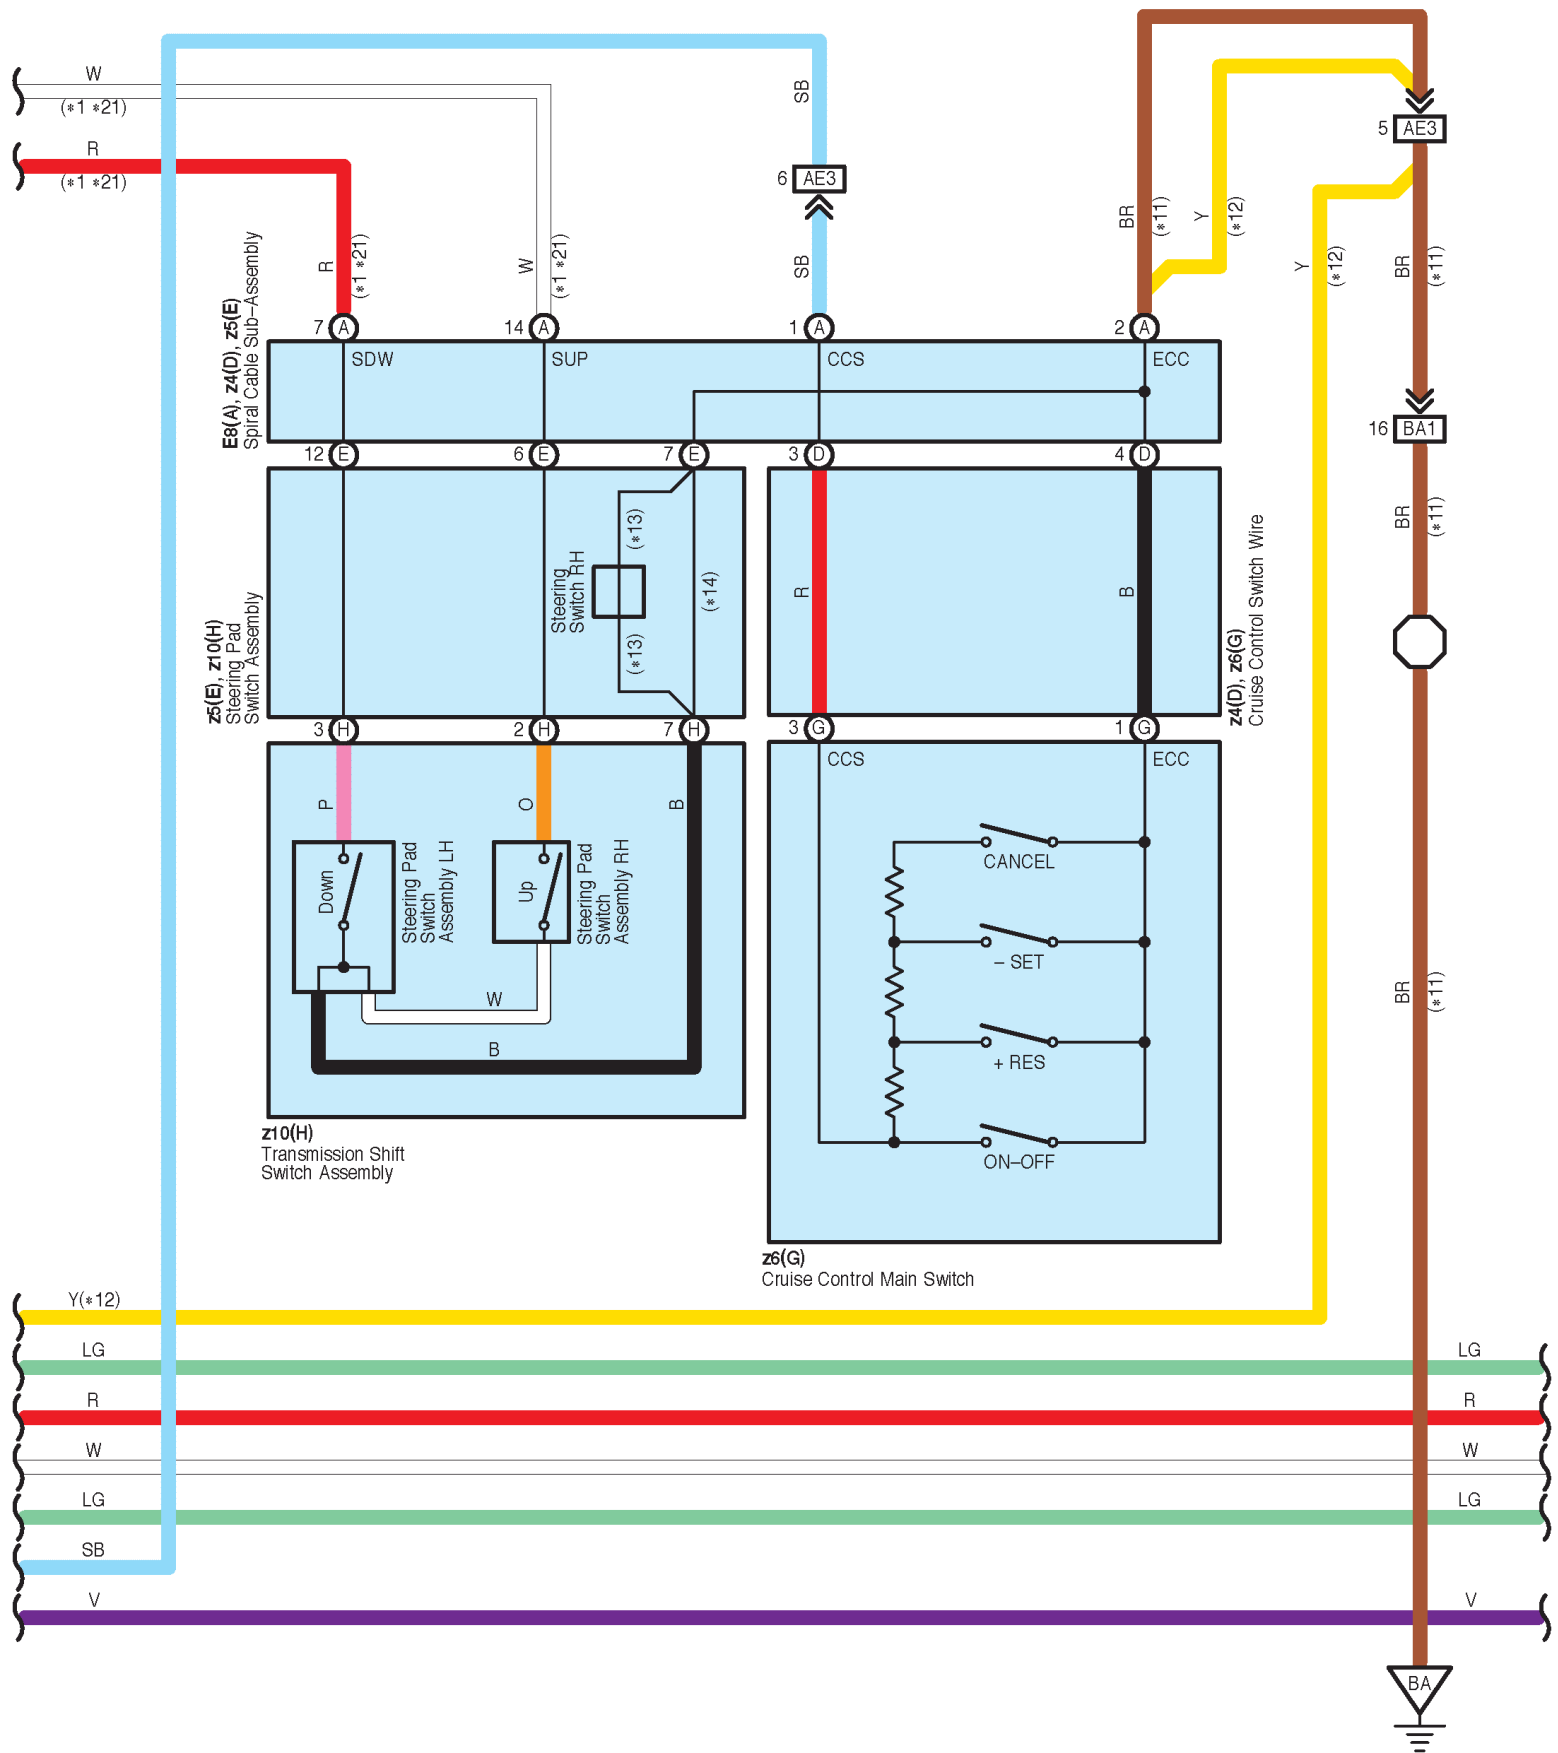 W
(*1 *21)
R
(*1 *21)
SB
6 AE3
5 AE3
BR
(*11)
Y
(*12)
Y
(*12)
BR
(*11)
R
(*1 *21)
W
(*1 *21)
SB
E8(A), z4(D), z5(E)
Spiral Cable Sub-Assembly
7 A
14 A
1 A
2 A
SDW
SUP
CCS
ECC
16 BA1
12 E
6 E
7 E
3 D
4 D
BR
(*11)
z5(E), z10(H)
Steering Pad
Switch Assembly
Steering
Switch RH
(*13)
(*13)
(*14)
R
B
z4(D), z6(G)
Cruise Control Switch Wire
3 H
2 H
7 H
3 G
1 G
CCS
ECC
P
O
B
Down
Steering Pad
Switch
Assembly LH
Up
Steering Pad
Switch
Assembly RH
CANCEL
– SET
+ RES
ON–OFF
W
B
BR
(*11)
z10(H)
Transmission Shift
Switch Assembly
z6(G)
Cruise Control Main Switch
Y(*12)
LG
LG
R
R
W
W
LG
LG
SB
V
V
BA